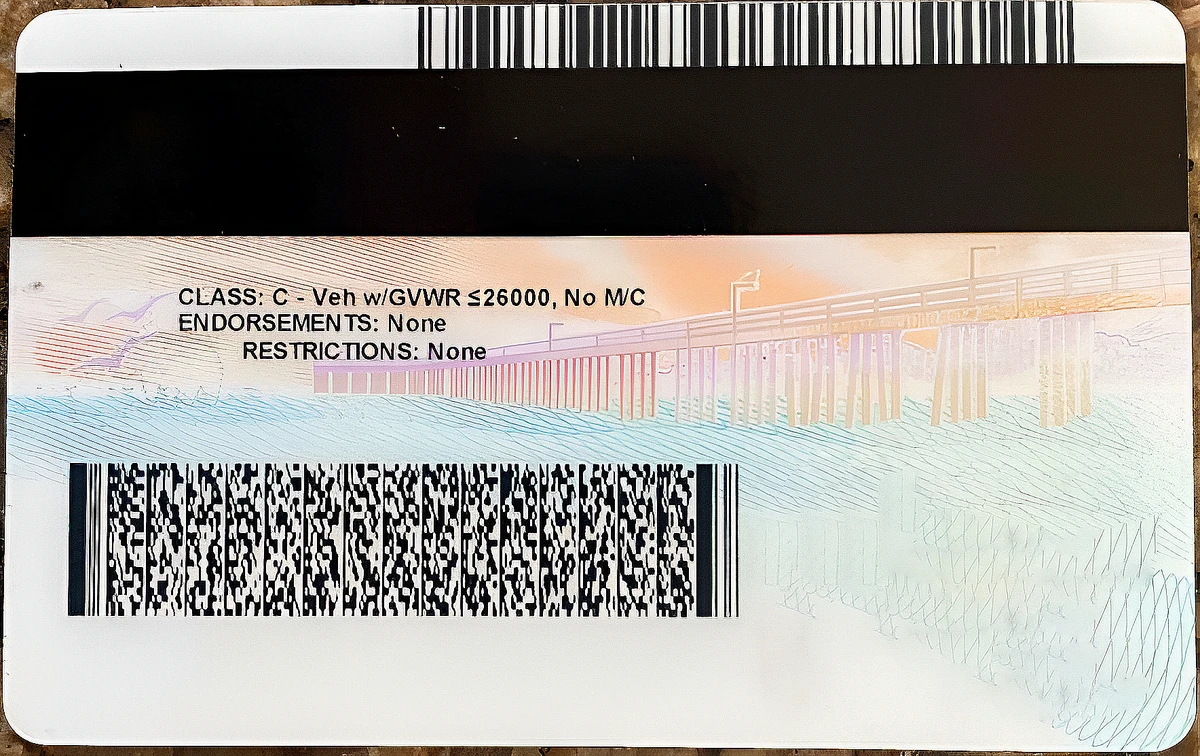 CLASS: C - Veh w/GVWR ≤26000, No M/C
ENDORSEMENTS: None
RESTRICTIONS: None